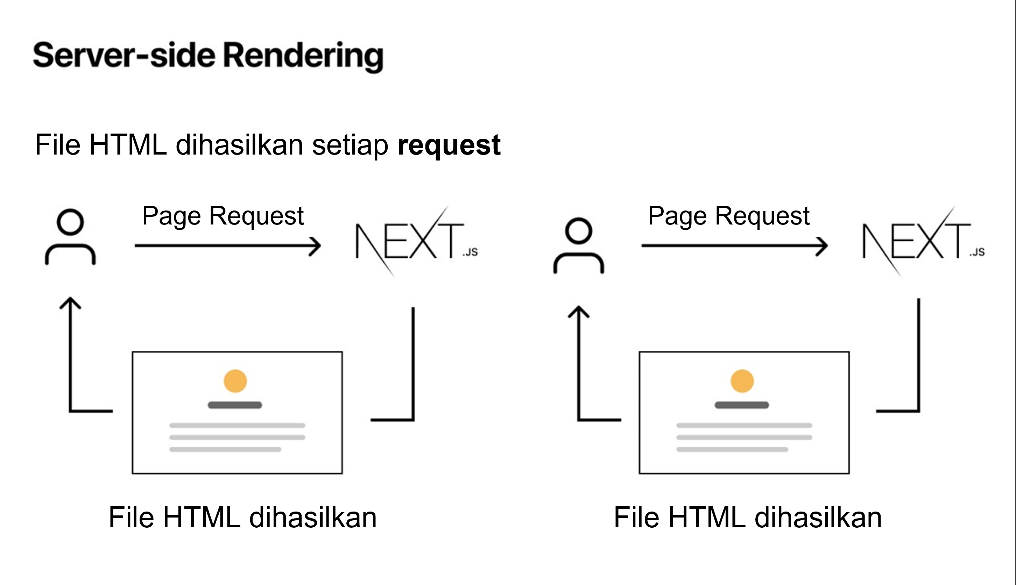 Server-side Rendering
File HTML dihasilkan setiap request
Page Request
NEXT.JS
Page Request
NEXT.JS
File HTML dihasilkan
File HTML dihasilkan